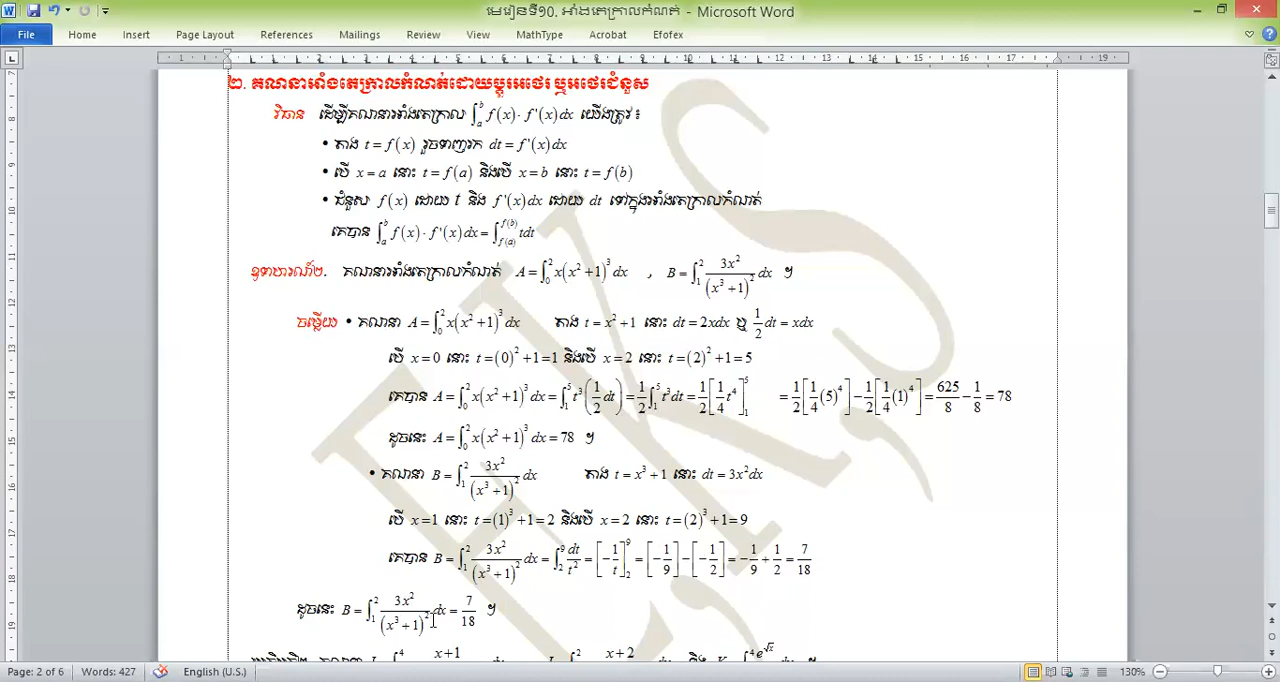 មេរៀនទី១០. អាំងតេក្រាលកំណត់ - Microsoft Word
File Home Insert Page Layout References Mailings Review View MathType Acrobat Efofex
២. គណនាអាំងតេក្រាលកំណត់ដោយប្តូរអថេរ ឬអថេរជំនួស
វិធាន ដើម្បីគណនាអាំងតេក្រាល ∫_a^b f(x)·f'(x)dx យើងត្រូវ ៖
• តាង t = f(x) រួចទាញរក dt = f'(x)dx
• បើ x = a នោះ t = f(a) និងបើ x = b នោះ t = f(b)
• ជំនួស f(x) ដោយ t និង f'(x)dx ដោយ dt ទៅក្នុងអាំងតេក្រាលកំណត់
គេបាន ∫_a^b f(x)·f'(x)dx = ∫_{f(a)}^{f(b)} tdt
ឧទាហរណ៍២. គណនាអាំងតេក្រាលកំណត់ A = ∫_0^2 x(x²+1)³dx , B = ∫_1^2 3x²/(x³+1)² dx ។
ចម្លើយ • គណនា A = ∫_0^2 x(x²+1)³dx តាង t = x²+1 នោះ dt = 2xdx ឬ 1/2 dt = xdx
បើ x = 0 នោះ t = (0)²+1 = 1 និងបើ x = 2 នោះ t = (2)²+1 = 5
គេបាន A = ∫_0^2 x(x²+1)³dx = ∫_1^5 t³(1/2 dt) = 1/2 ∫_1^5 t³dt = 1/2 [1/4 t⁴]_1^5 = 1/2 [1/4 (5)⁴] − 1/2 [1/4 (1)⁴] = 625/8 − 1/8 = 78
ដូចនេះ A = ∫_0^2 x(x²+1)³dx = 78 ។
• គណនា B = ∫_1^2 3x²/(x³+1)² dx តាង t = x³+1 នោះ dt = 3x²dx
បើ x = 1 នោះ t = (1)³+1 = 2 និងបើ x = 2 នោះ t = (2)³+1 = 9
គេបាន B = ∫_1^2 3x²/(x³+1)² dx = ∫_2^9 dt/t² = [−1/t]_2^9 = [−1/9] − [−1/2] = −1/9 + 1/2 = 7/18
ដូចនេះ B = ∫_1^2 3x²/(x³+1)² dx = 7/18 ។
Page: 2 of 6 Words: 427 English (U.S.) 130%